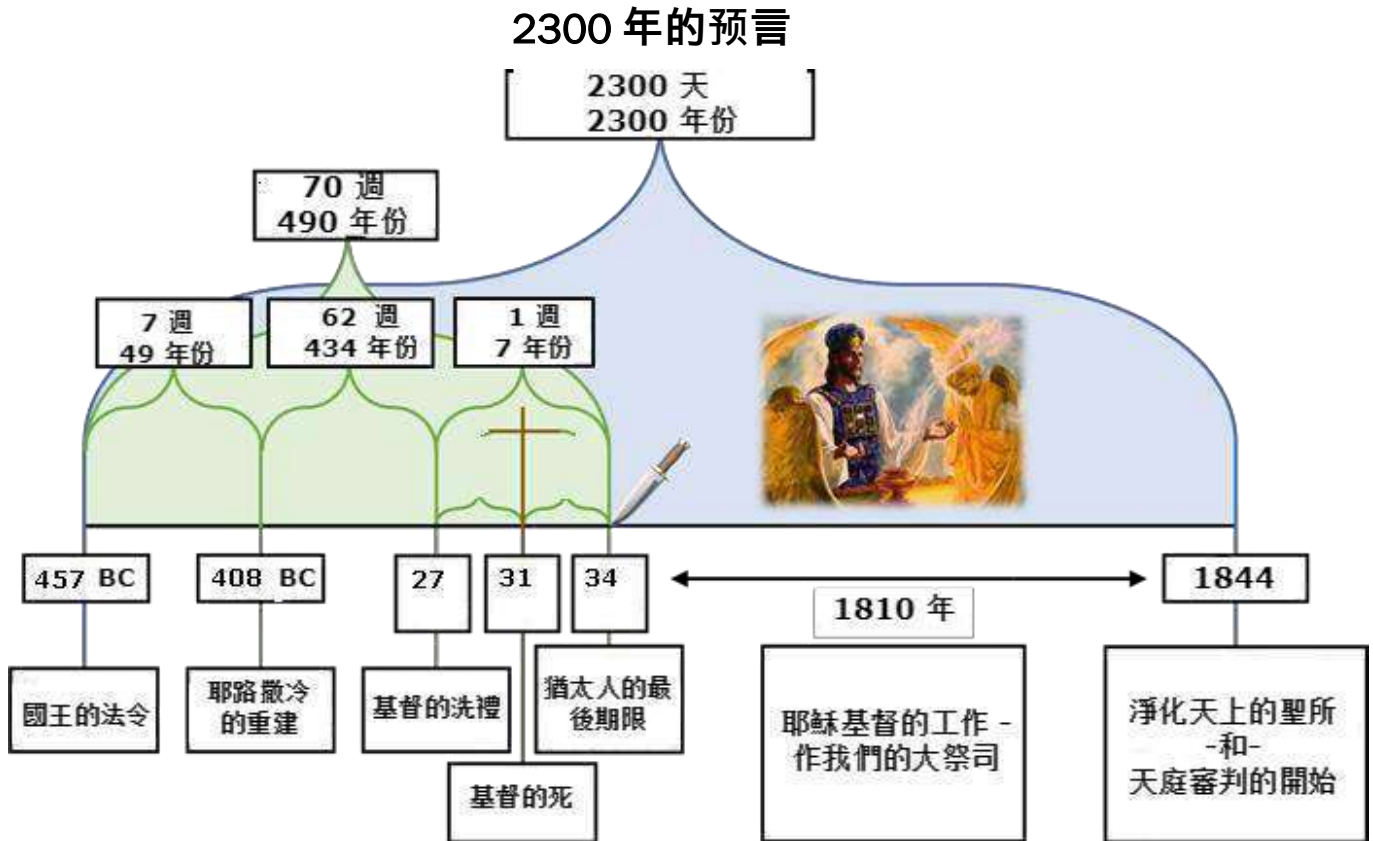 2300 年的预言
2300 天
2300 年份
70 週
490 年份
7 週
49 年份
62 週
434 年份
1 週
7 年份
457 BC
408 BC
27
31
34
1810 年
1844
國王的法令
耶路撒冷
的重建
基督的洗禮
基督的死
猶太人的最
後期限
耶穌基督的工作 -
作我們的大祭司
淨化天上的聖所
-和-
天庭審判的開始